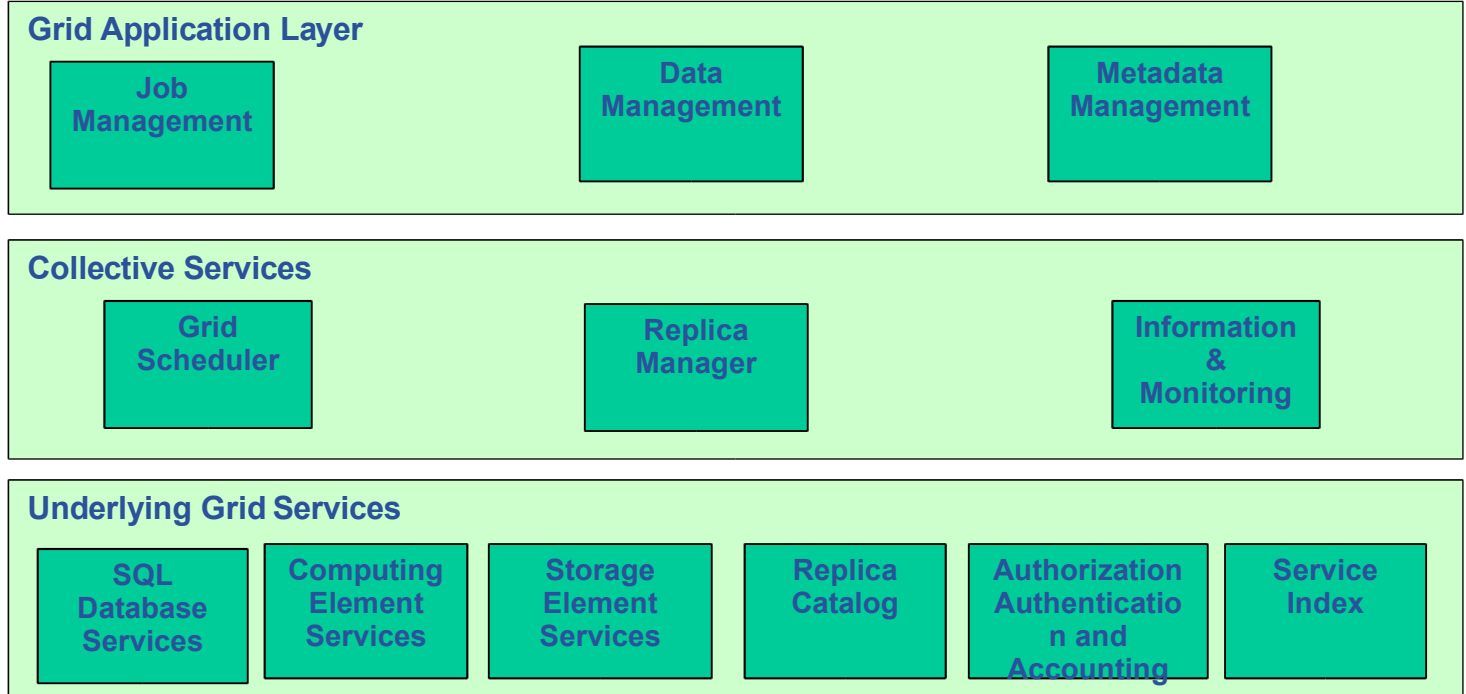 Grid Application Layer
Job
Management
Data
Management
Metadata
Management
Collective Services
Grid
Scheduler
Replica
Manager
Information
&
Monitoring
Underlying Grid Services
SQL
Database
Services
Computing
Element
Services
Storage
Element
Services
Replica
Catalog
Authorization
Authenticatio
n and
Accounting
Service
Index